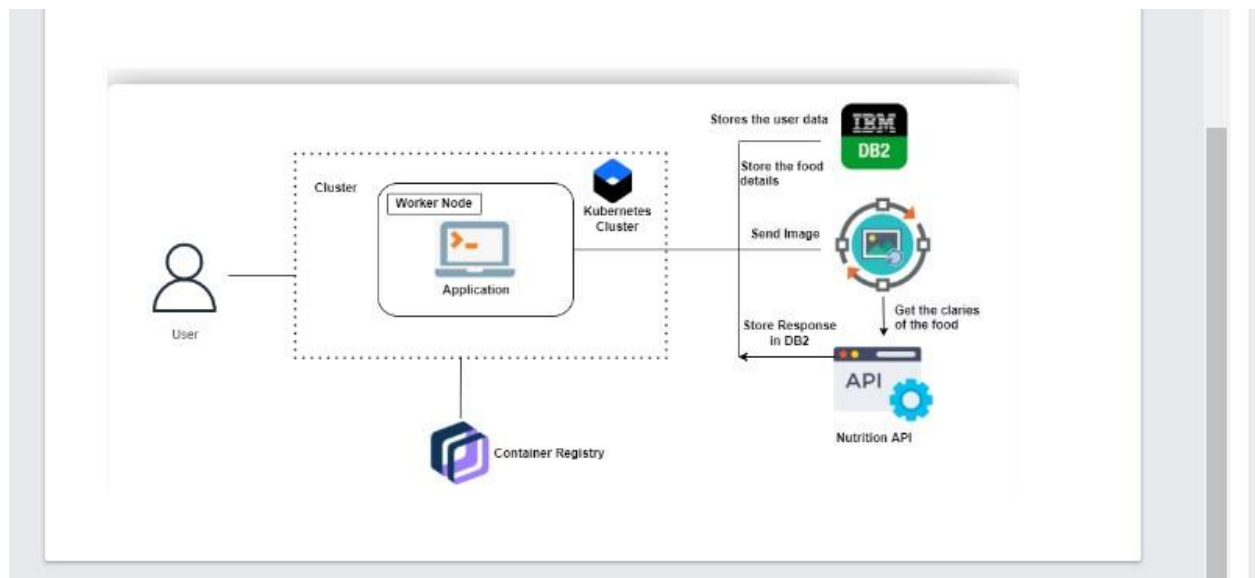 Stores the user data
IBM
DB2
Store the food
details
Cluster
Worker Node
Kubernetes
Cluster
Send Image
Application
User
Get the claries
of the food
Store Response
in DB2
API
Nutrition API
Container Registry